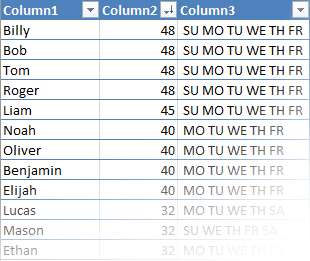 Column1 Column2 Column3
Billy 48 SU MO TU WE TH FR
Bob 48 SU MO TU WE TH FR
Tom 48 SU MO TU WE TH FR
Roger 48 SU MO TU WE TH FR
Liam 45 SU MO TU WE TH FR
Noah 40 MO TU WE TH FR
Oliver 40 MO TU WE TH FR
Benjamin 40 MO TU WE TH FR
Elijah 40 MO TU WE TH FR
Lucas 32 MO TU WE TH SA
Mason 32 SU WE TH FR SA
Ethan 32 MO TU WE TH